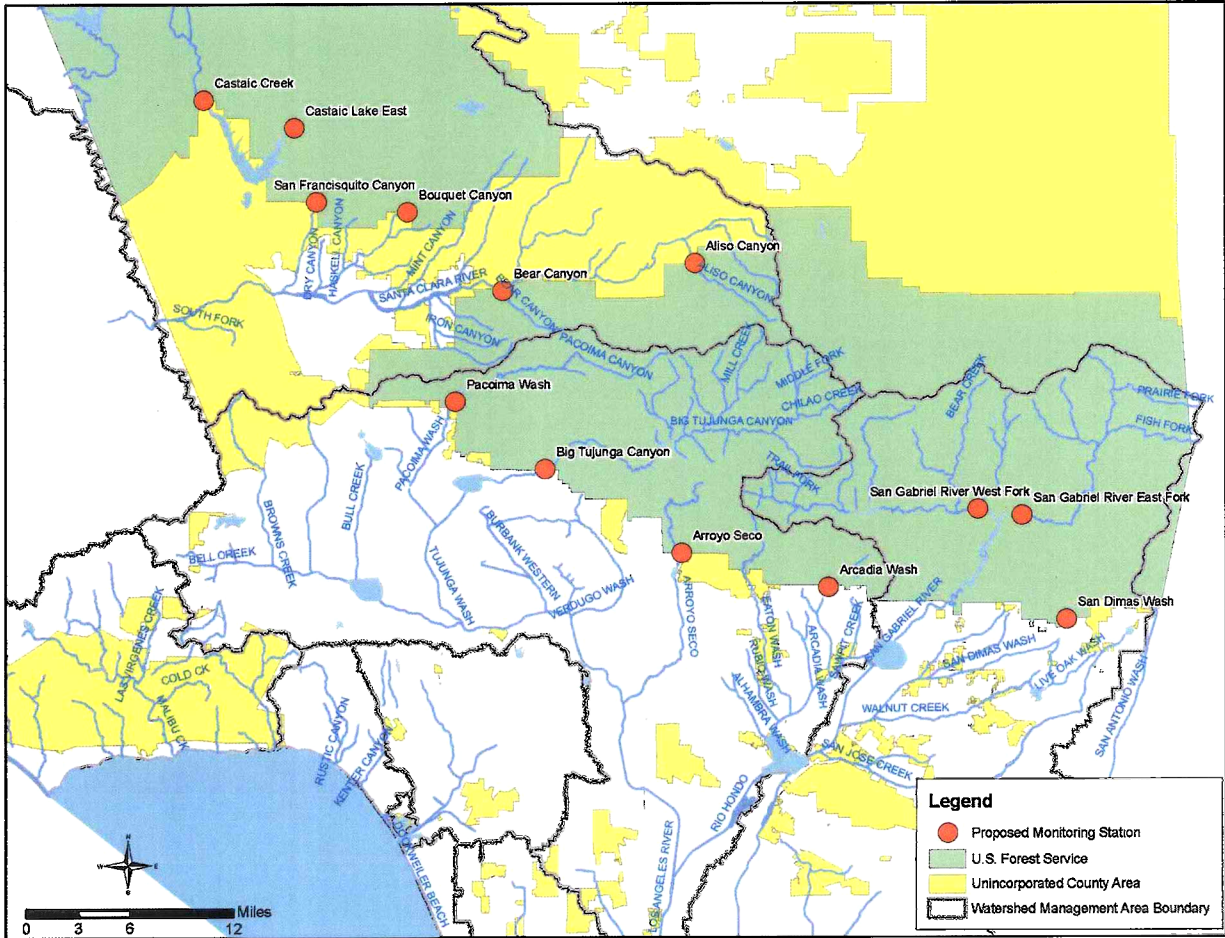 Castaic Creek
Castaic Lake East
San Francisquito Canyon
Bouquet Canyon
DRY CANYON
HASKELL CANYON
MINT CANYON
Aliso Canyon
ALISO CANYON
Bear Canyon
SANTA CLARA RIVER
BEAR CANYON
SOUTH FORK
IRON CANYON
PACOIMA CANYON
MILL CREEK
MIDDLE FORK
CHILAO CREEK
BEAR CREEK
PRAIRIE FORK
FISH FORK
Pacoima Wash
PACOIMA WASH
BIG TUJUNGA CANYON
Big Tujunga Canyon
TRAIL FORK
San Gabriel River West Fork
San Gabriel River East Fork
BULL CREEK
BROWNS CREEK
BELL CREEK
BURBANK WESTERN
TUJUNGA WASH
VERDUGO WASH
Arroyo Seco
ARROYO SECO
Arcadia Wash
San Dimas Wash
EATON WASH
RUBIO WASH
ARCADIA WASH
SAWPIT CREEK
SAN GABRIEL RIVER
SAN DIMAS WASH
LIVE OAK WASH
LAS VIRGENES CREEK
COLD CK
MALIBU CK
ALHAMBRA WASH
WALNUT CREEK
SAN ANTONIO WASH
RUSTIC CANYON
KENTER CANYON
SAN JOSE CREEK
RIO HONDO
LOS ANGELES RIVER
WEILER BEACH
N
W E
S
Miles
0 3 6 12
Legend
Proposed Monitoring Station
U.S. Forest Service
Unincorporated County Area
Watershed Management Area Boundary